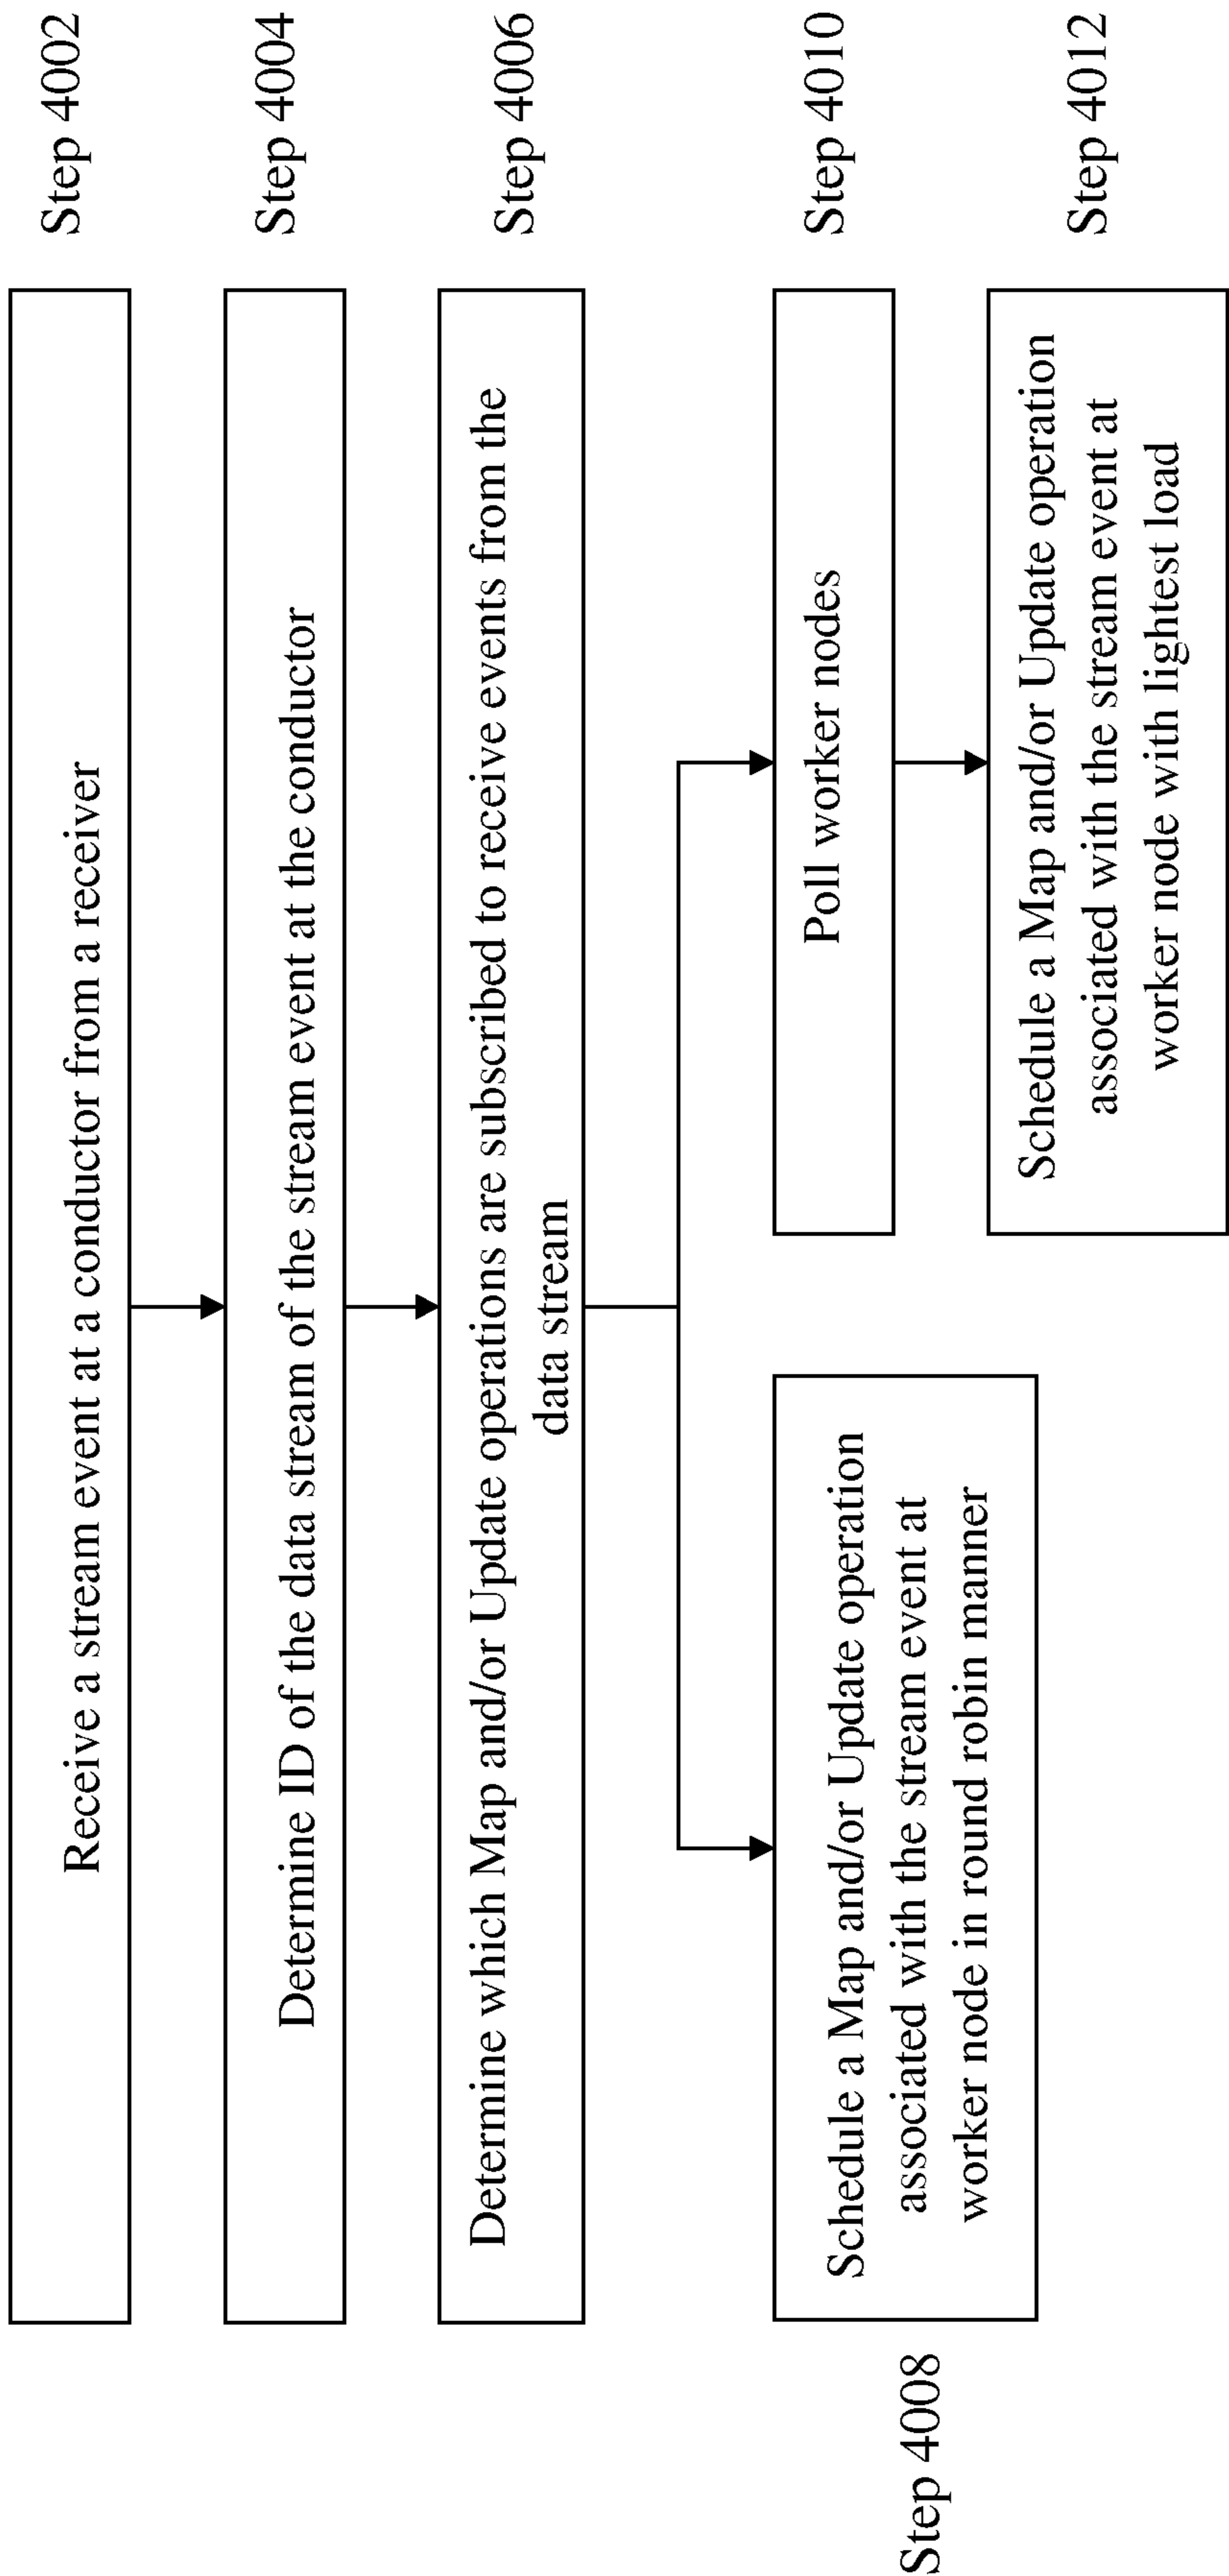 Receive a stream event at a conductor from a receiver
Step 4002
Determine ID of the data stream of the stream event at the conductor
Step 4004
Determine which Map and/or Update operations are subscribed to receive events from the
data stream
Step 4006
Step 4008
Schedule a Map and/or Update operation
associated with the stream event at
worker node in round robin manner
Poll worker nodes
Step 4010
Schedule a Map and/or Update operation
associated with the stream event at
worker node with lightest load
Step 4012